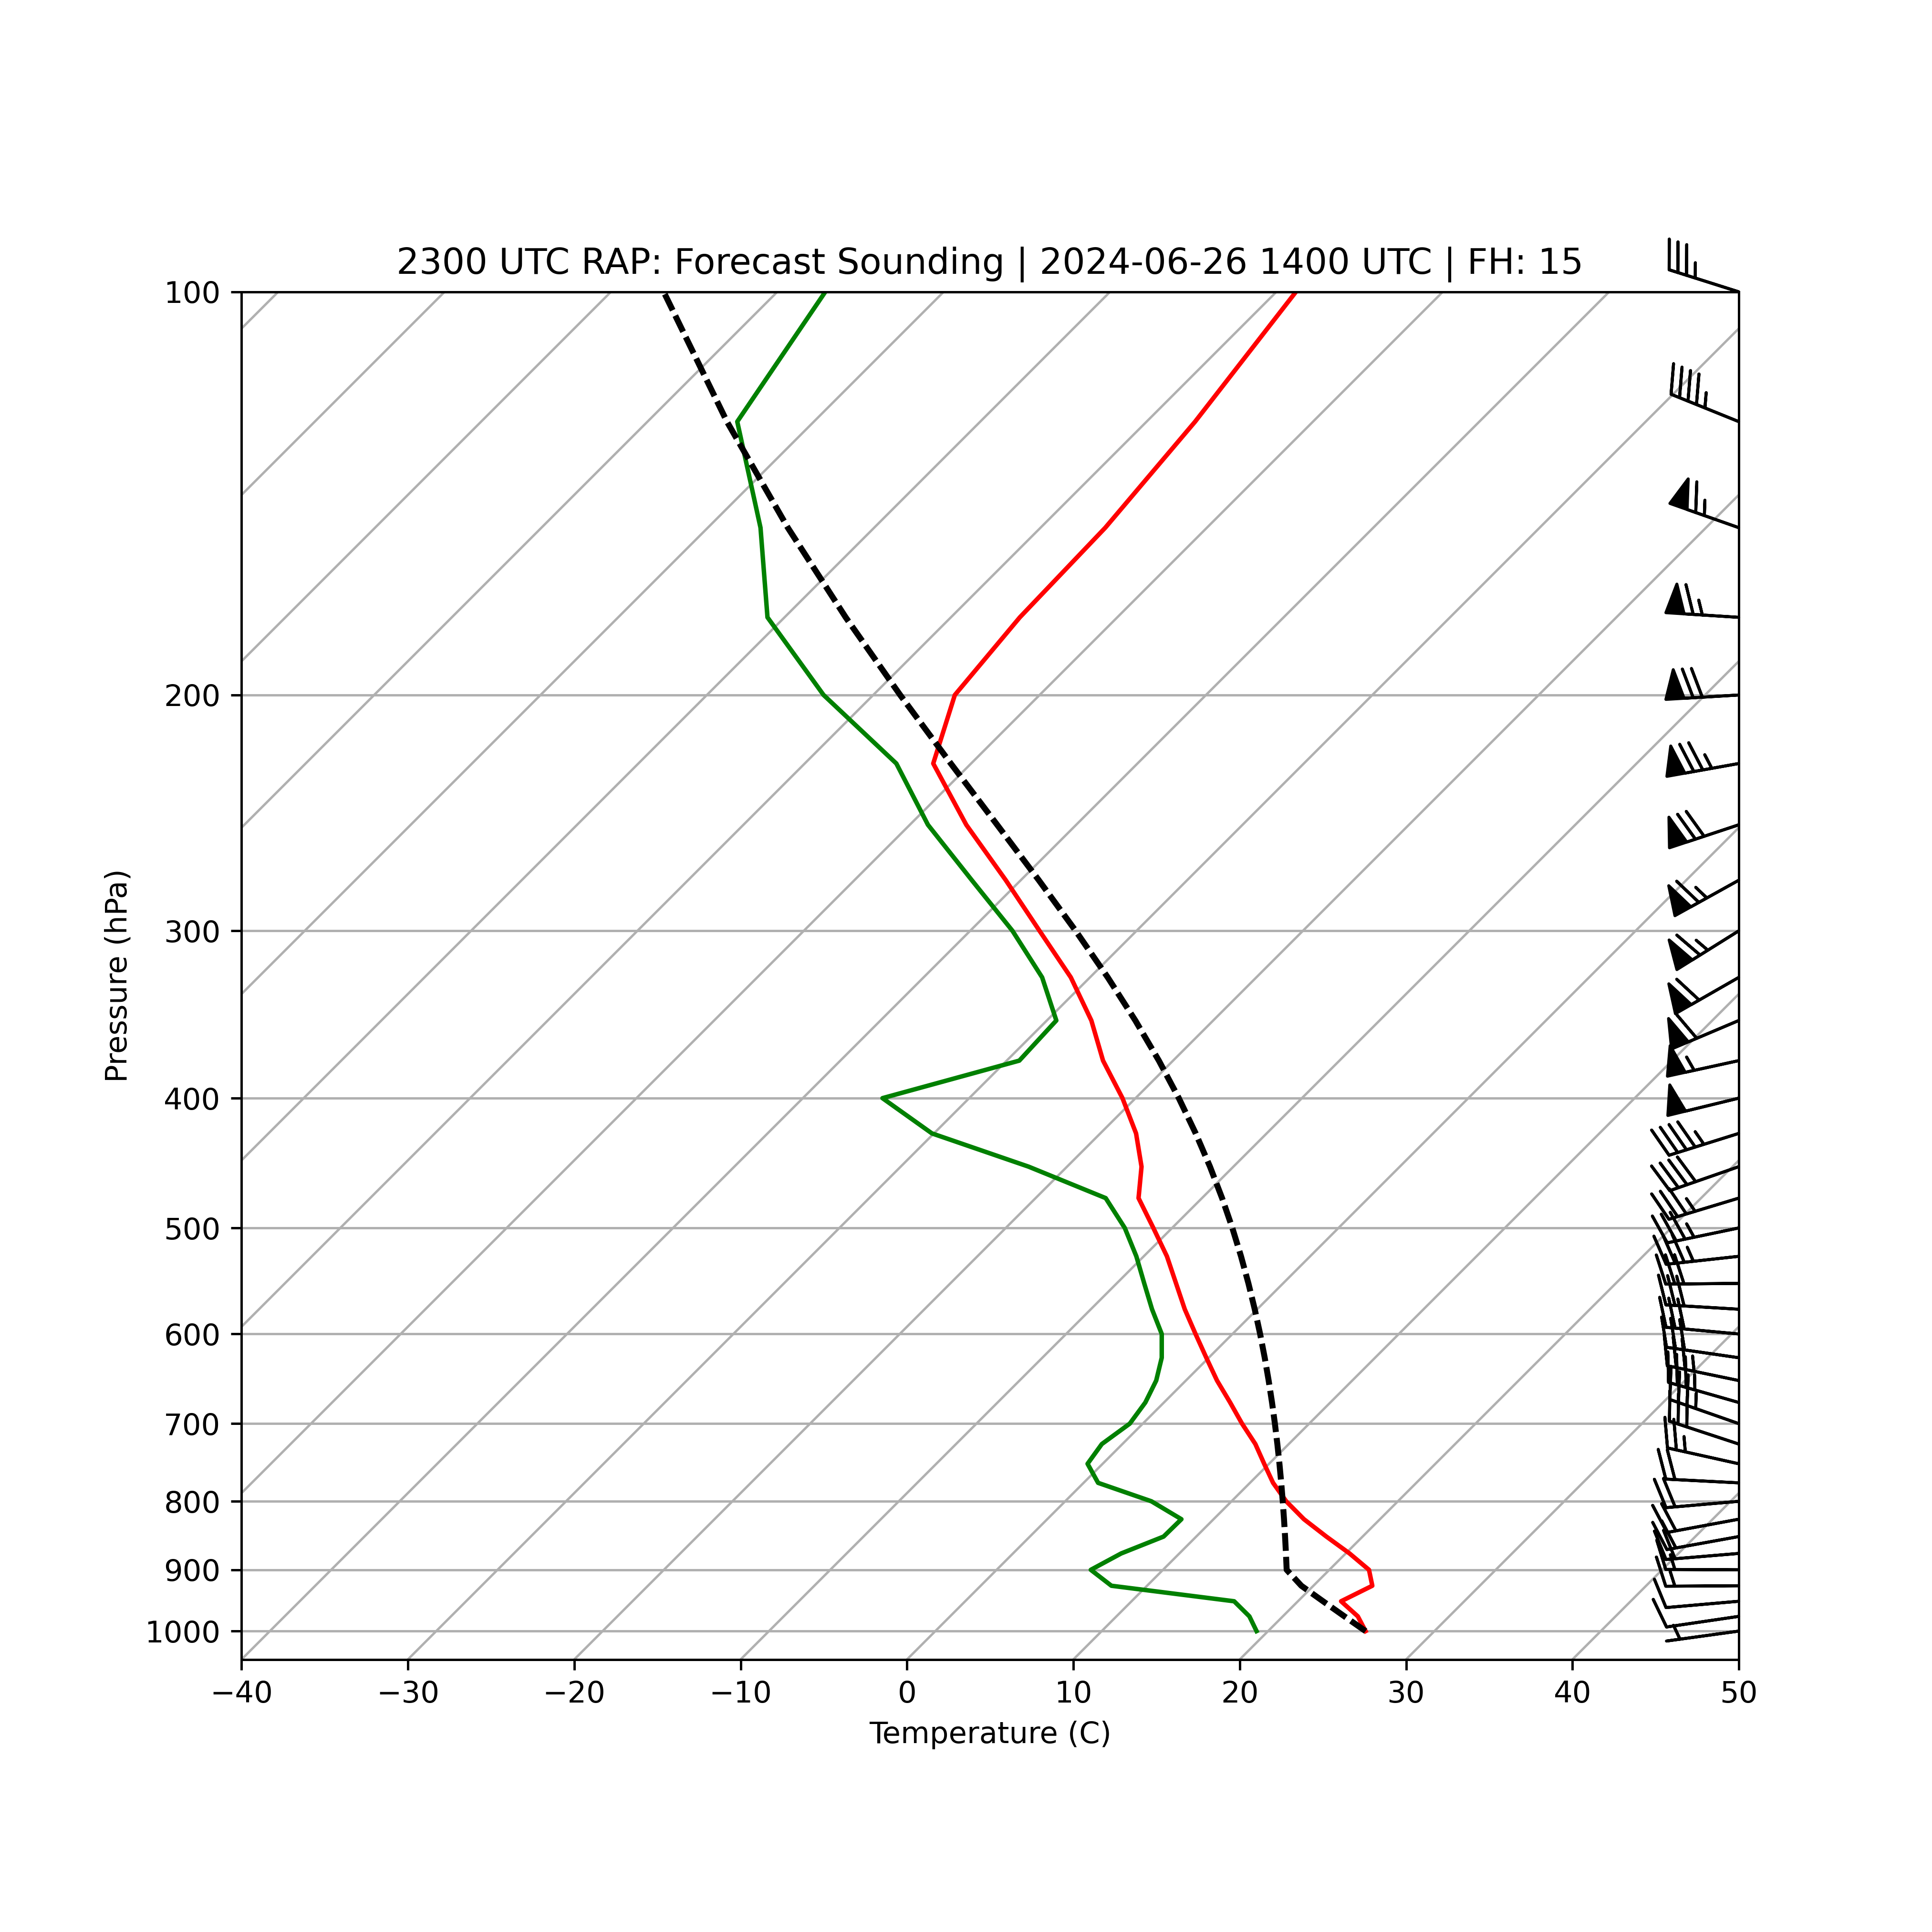 2300 UTC RAP: Forecast Sounding | 2024-06-26 1400 UTC | FH: 15
100
200
300
400
500
600
700
800
900
1000
Pressure (hPa)
−40 −30 −20 −10 0 10 20 30 40 50
Temperature (C)